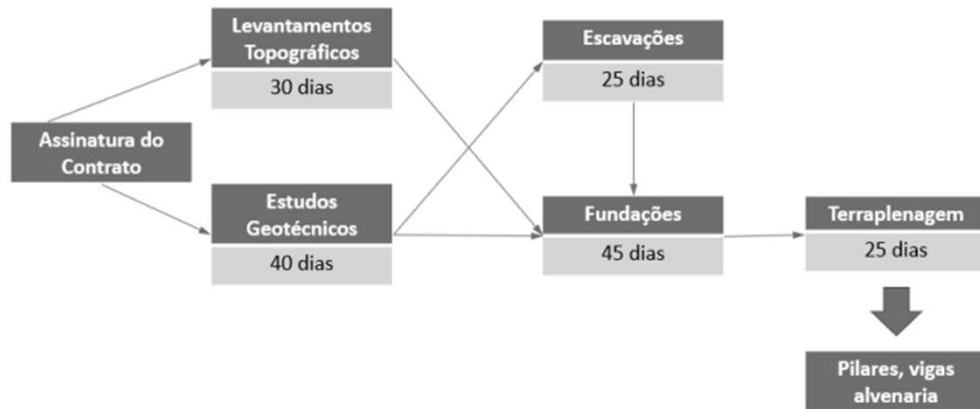 Levantamentos
Topográficos
30 dias
Escavações
25 dias
Assinatura do
Contrato
Estudos
Geotécnicos
40 dias
Fundações
45 dias
Terraplenagem
25 dias
Pilares, vigas
alvenaria